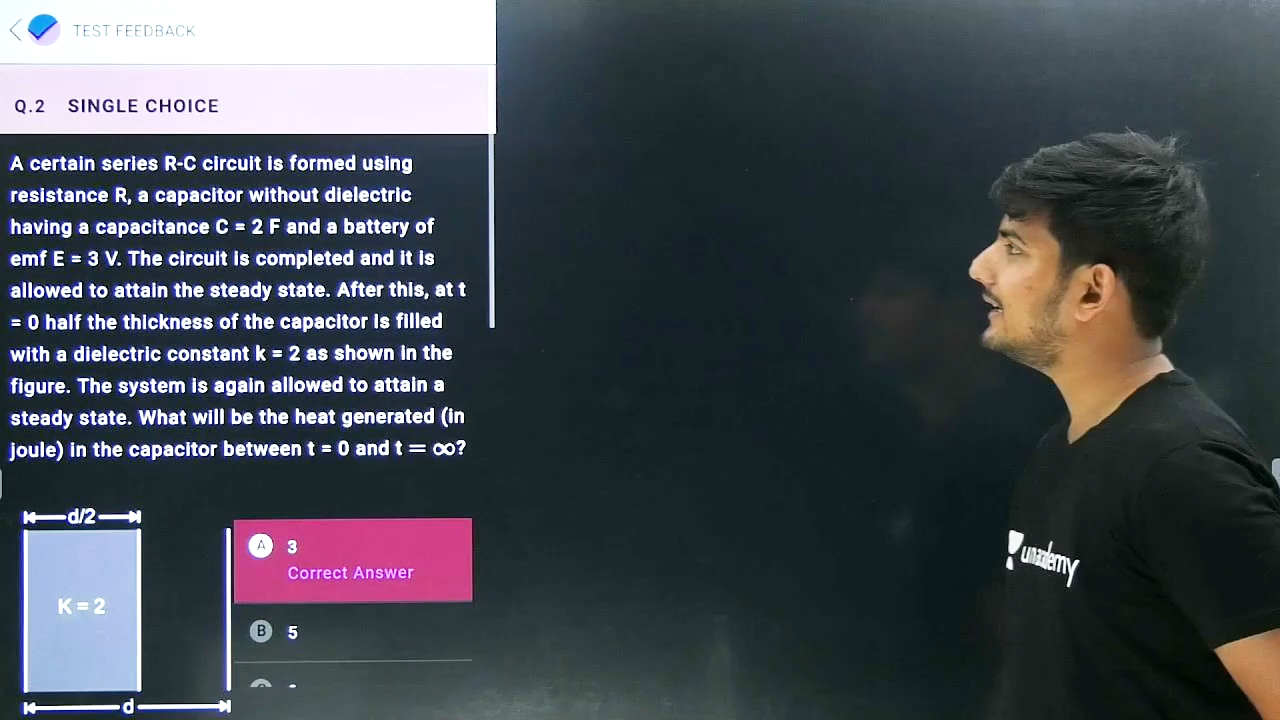 TEST FEEDBACK
Q.2 SINGLE CHOICE
A certain series R-C circuit is formed using
resistance R, a capacitor without dielectric
having a capacitance C = 2 F and a battery of
emf E = 3 V. The circuit is completed and it is
allowed to attain the steady state. After this, at t
= 0 half the thickness of the capacitor is filled
with a dielectric constant k = 2 as shown in the
figure. The system is again allowed to attain a
steady state. What will be the heat generated (in
joule) in the capacitor between t = 0 and t = ∞?
d/2
K = 2
d
A 3
Correct Answer
B 5
unacademy